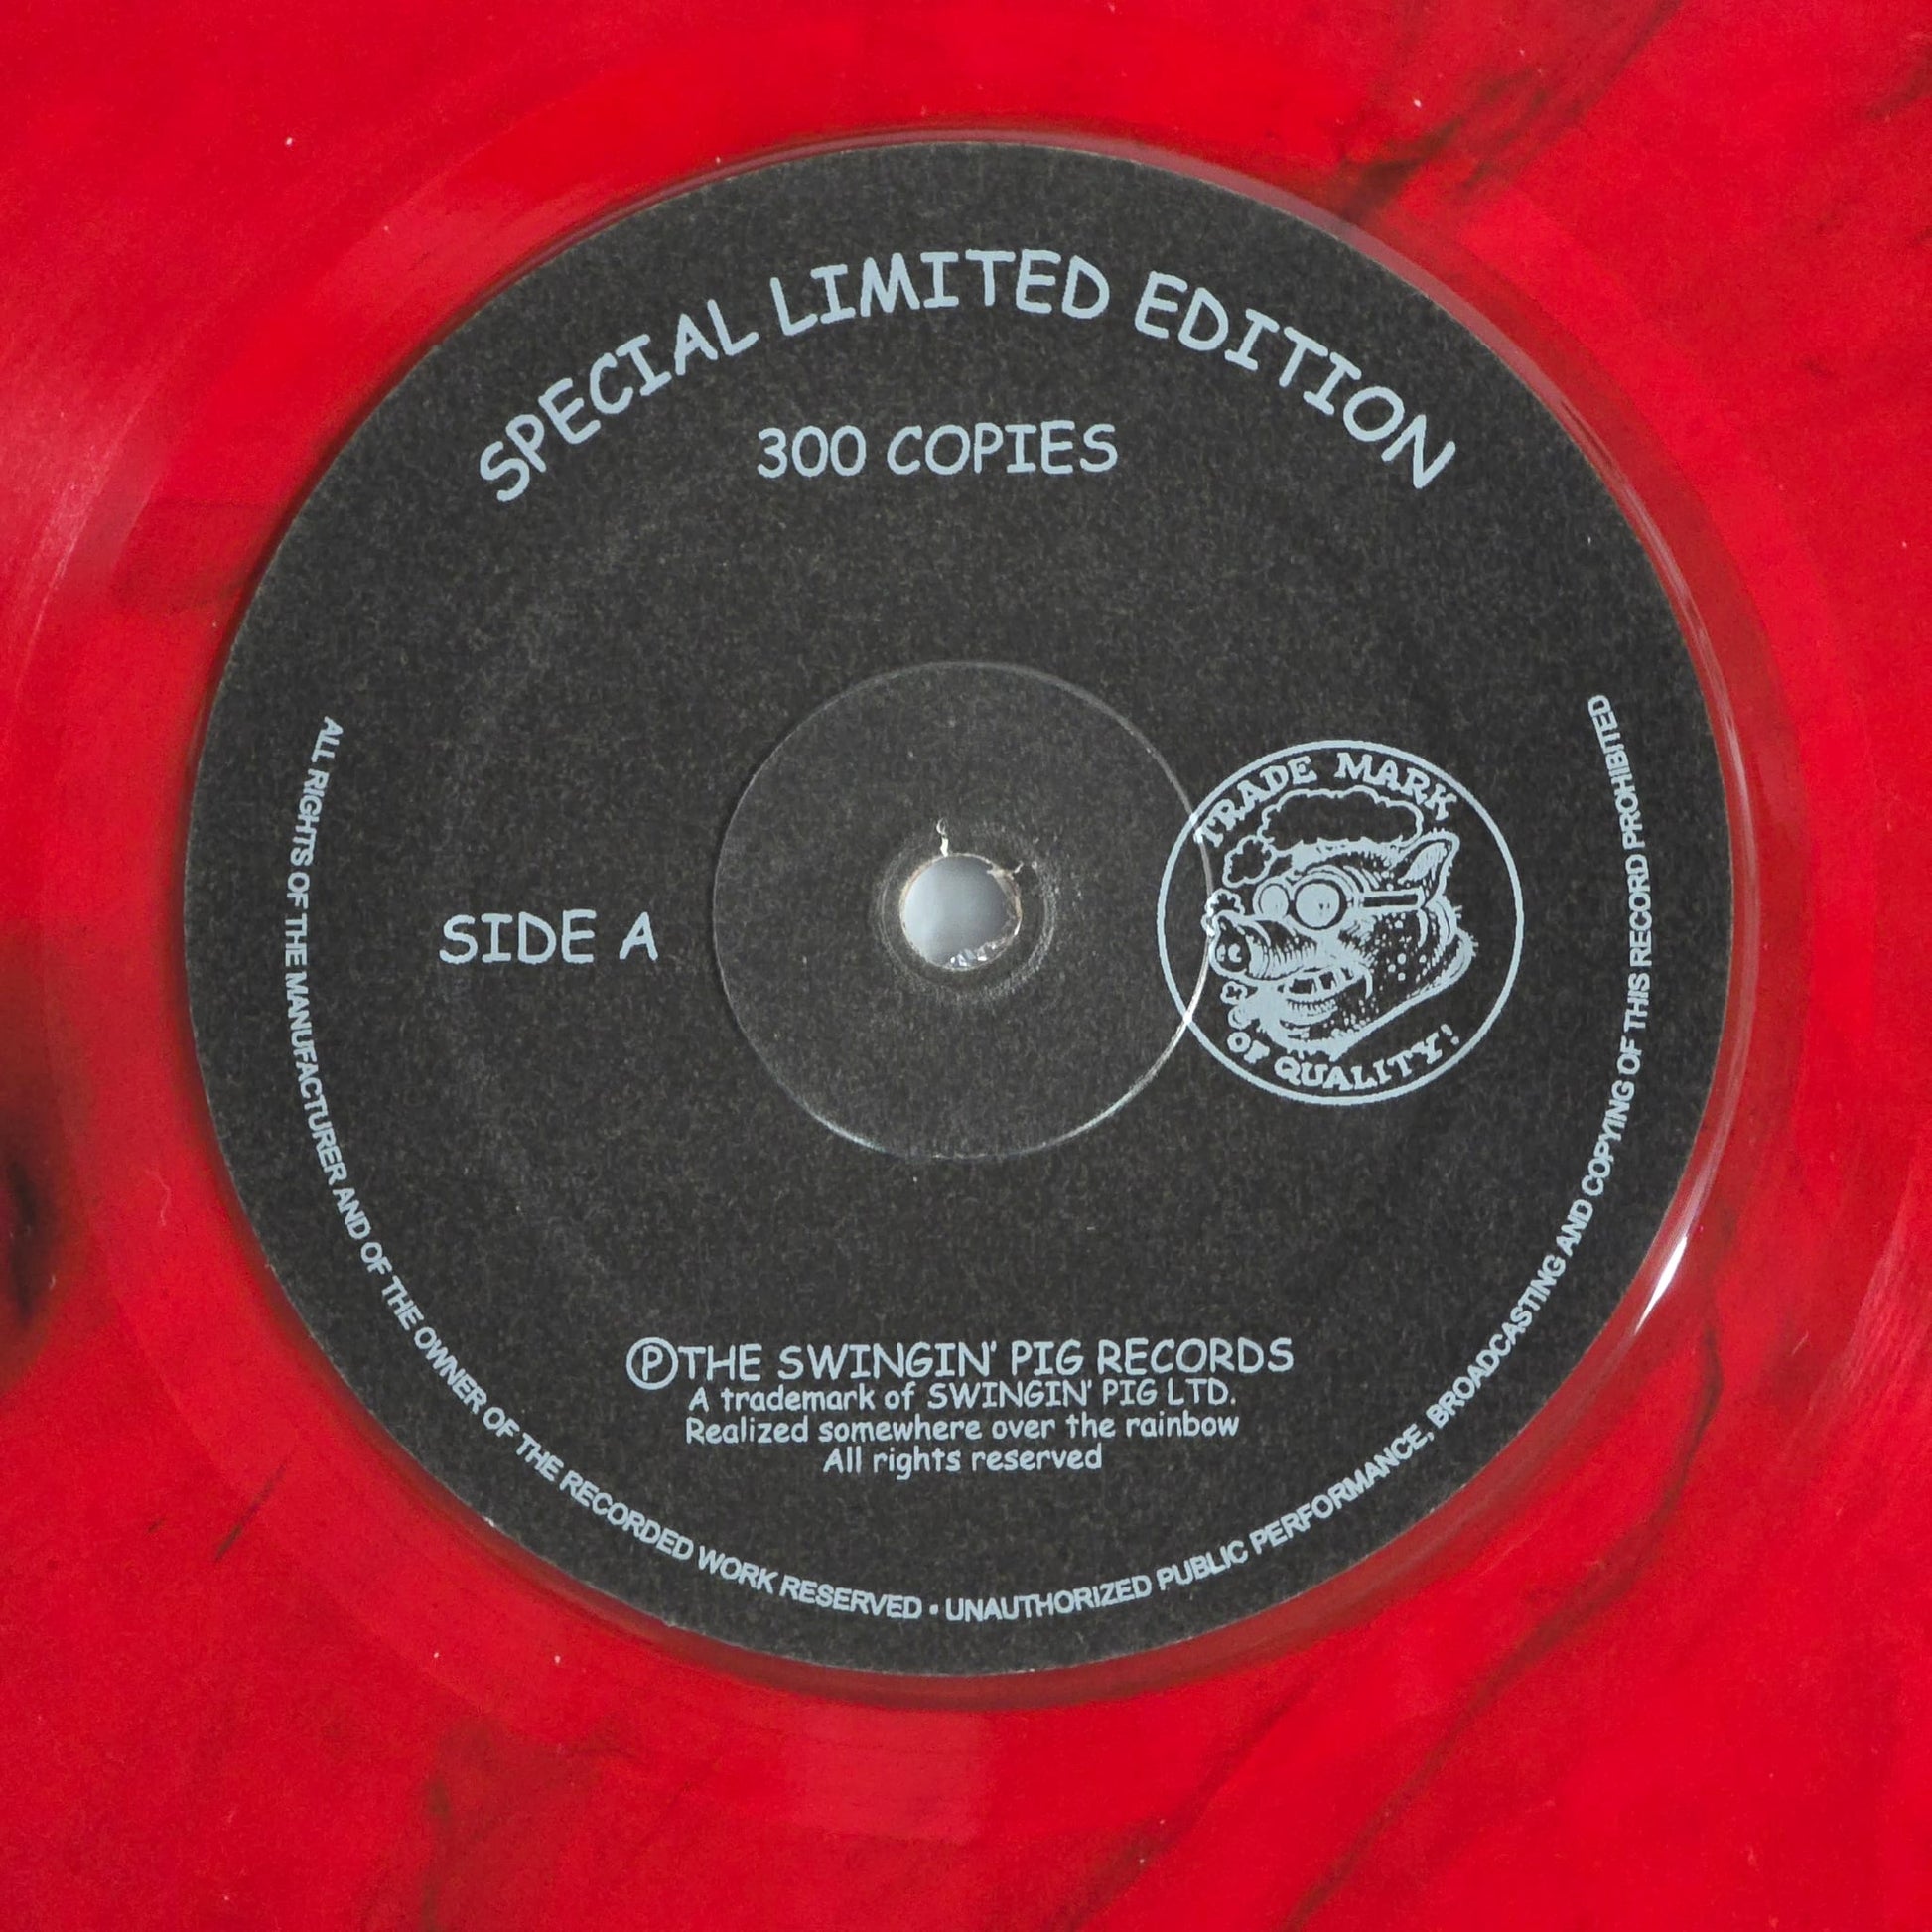 SPECIAL LIMITED EDITION
300 COPIES
TRADE MARK
OF QUALITY!
SIDE A
ⓅTHE SWINGIN' PIG RECORDS
A trademark of SWINGIN' PIG LTD.
Realized somewhere over the rainbow
All rights reserved
ALL RIGHTS OF THE MANUFACTURER AND OF THE OWNER OF THE RECORDED WORK RESERVED • UNAUTHORIZED PUBLIC PERFORMANCE, BROADCASTING AND COPYING OF THIS RECORD PROHIBITED